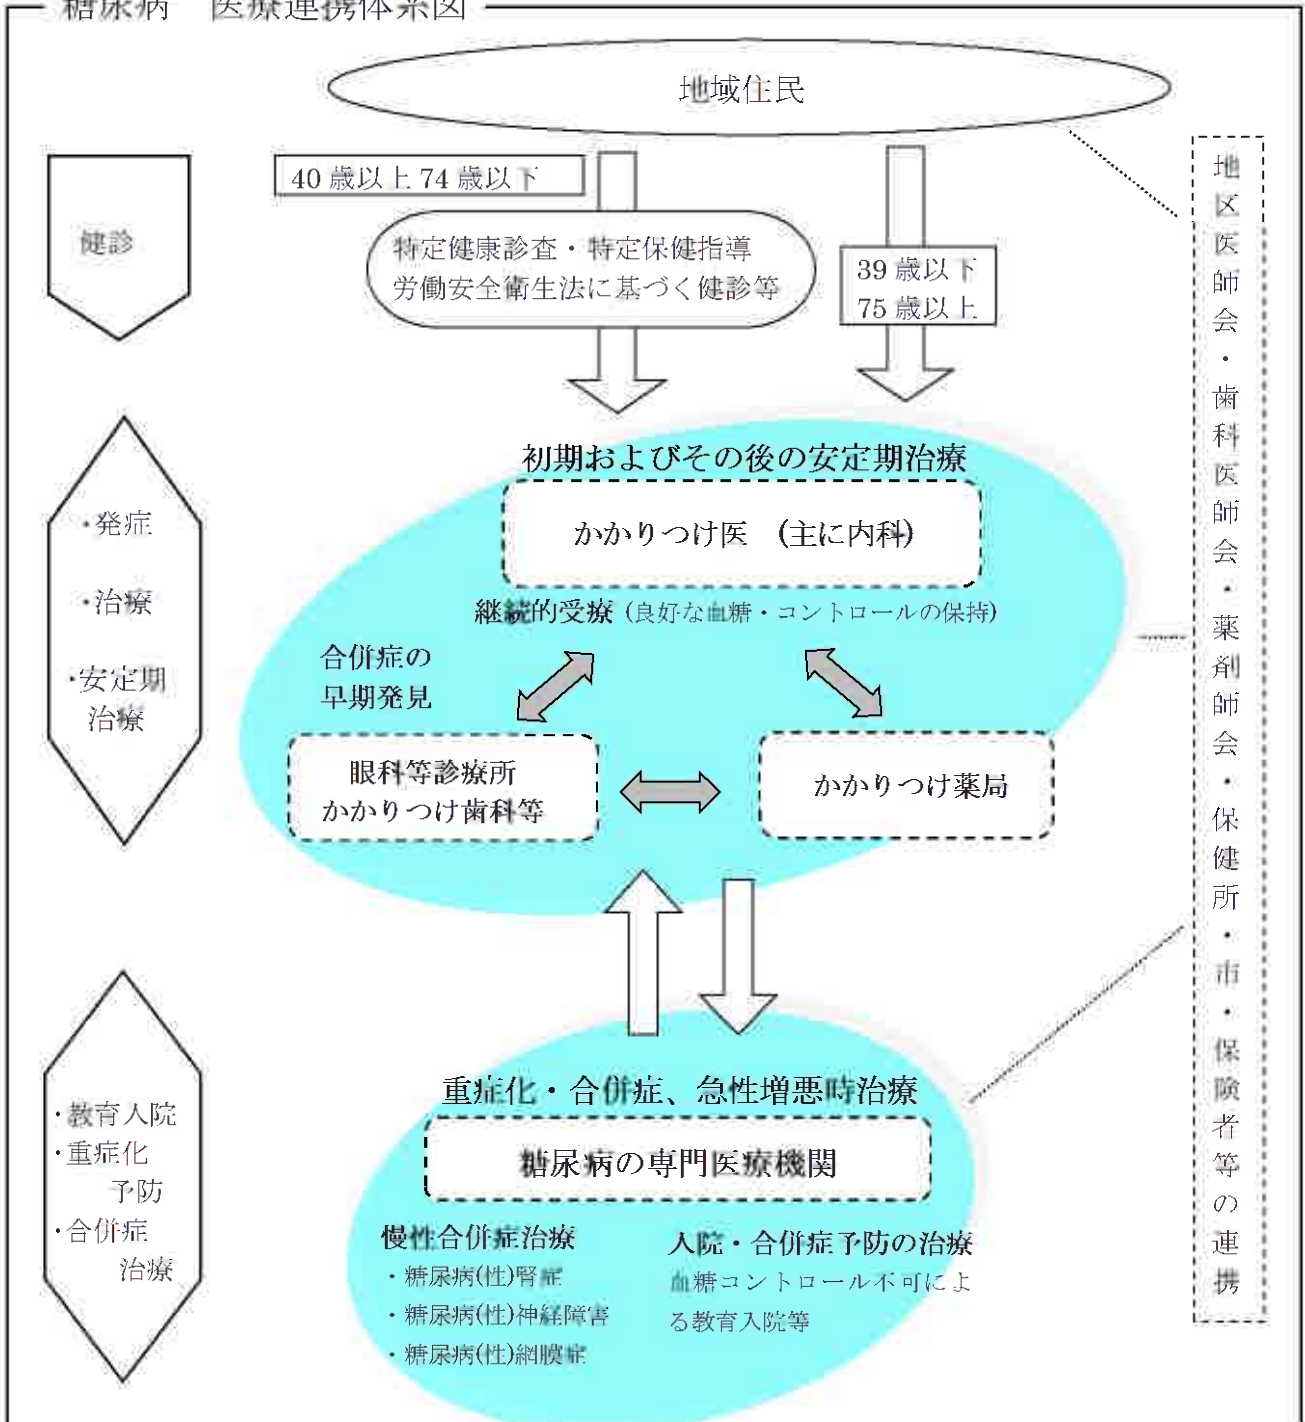 糖尿病 医療連携体系図
地域住民
40歳以上74歳以下
健診
特定健康診査・特定保健指導
労働安全衛生法に基づく健診等
39歳以下
75歳以上
地区医師会・歯科医師会・薬剤師会・保健所・市・保険者等の連携
初期およびその後の安定期治療
かかりつけ医 (主に内科)
継続的受療(良好な血糖・コントロールの保持)
・発症
・治療
・安定期
治療
合併症の
早期発見
眼科等診療所
かかりつけ歯科等
かかりつけ薬局
重症化・合併症、急性増悪時治療
糖尿病の専門医療機関
・教育入院
・重症化
予防
・合併症
治療
慢性合併症治療
・糖尿病(性)腎症
・糖尿病(性)神経障害
・糖尿病(性)網膜症
入院・合併症予防の治療
血糖コントロール不可によ
る教育入院等